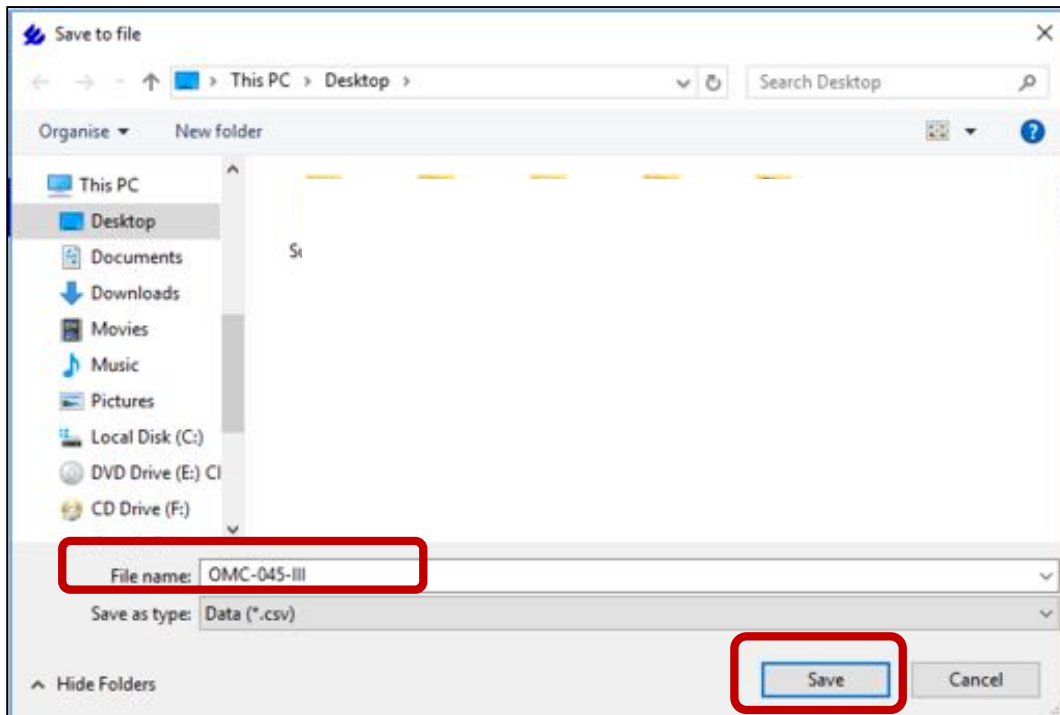 Save to file
This PC > Desktop >
Search Desktop
Organise
New folder
This PC
Desktop
Documents
Downloads
Movies
Music
Pictures
Local Disk (C:)
DVD Drive (E:) CI
CD Drive (F:)
File name: OMC-045-III
Save as type: Data (*.csv)
Hide Folders
Save
Cancel